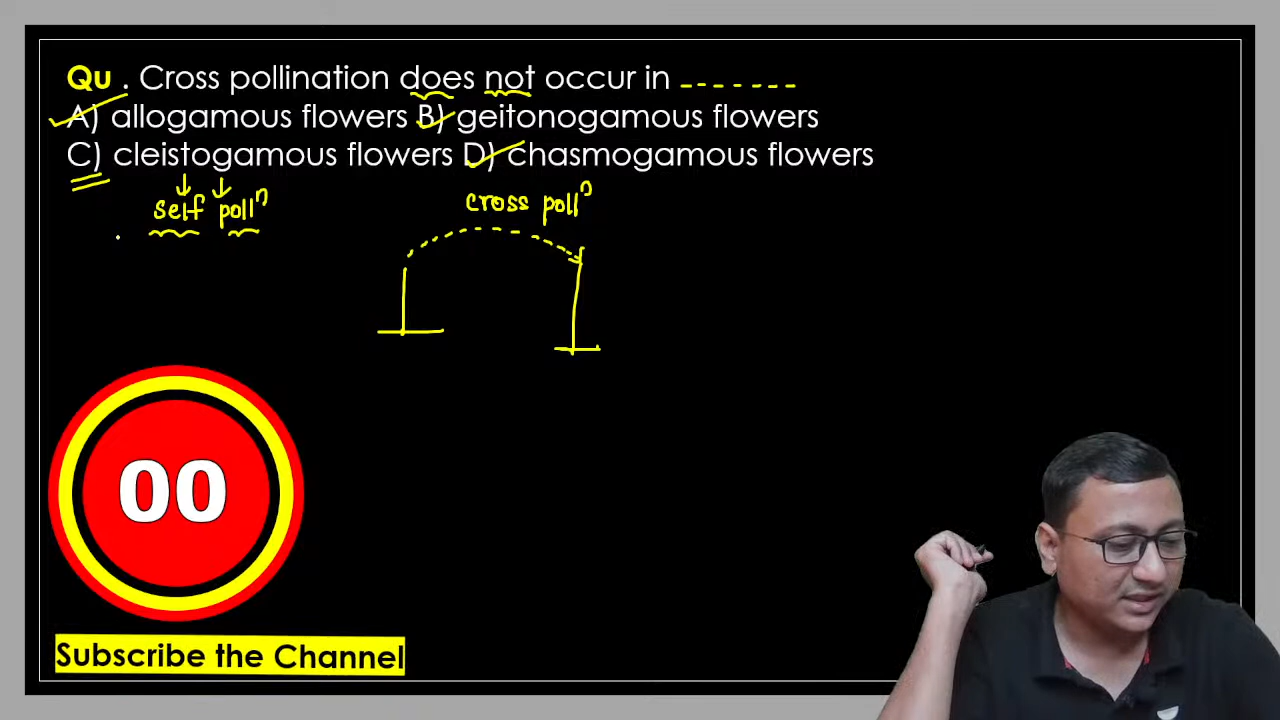 Qu . Cross pollination does not occur in -------
A) allogamous flowers B) geitonogamous flowers
C) cleistogamous flowers D) chasmogamous flowers
self pollⁿ
cross pollⁿ
00
Subscribe the Channel